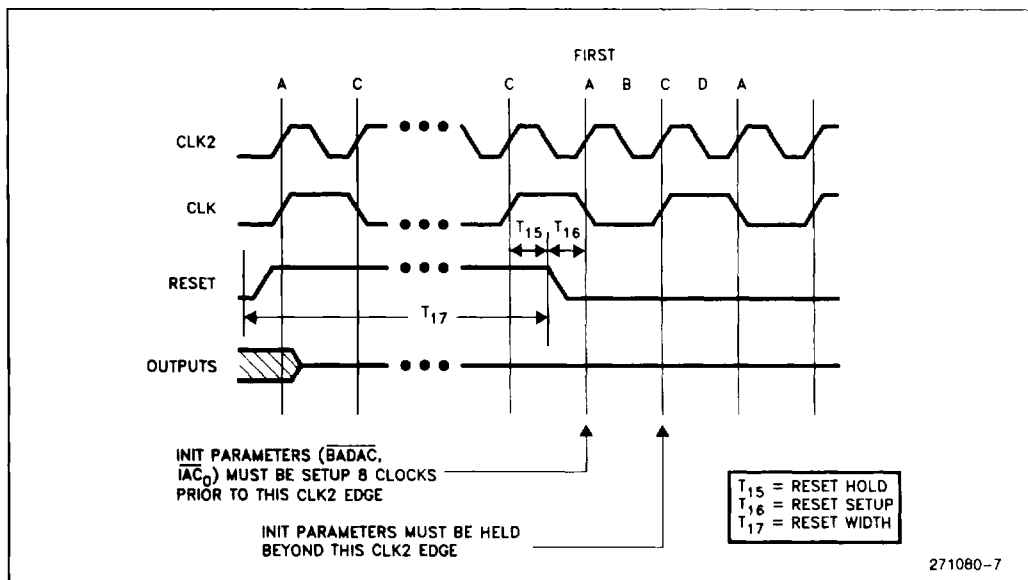 FIRST
A C C A B C D A
CLK2
CLK
T15 T16
RESET
T17
OUTPUTS
INIT PARAMETERS (BADAC,
IAC0) MUST BE SETUP 8 CLOCKS
PRIOR TO THIS CLK2 EDGE
INIT PARAMETERS MUST BE HELD
BEYOND THIS CLK2 EDGE
T15 = RESET HOLD
T16 = RESET SETUP
T17 = RESET WIDTH
271080-7